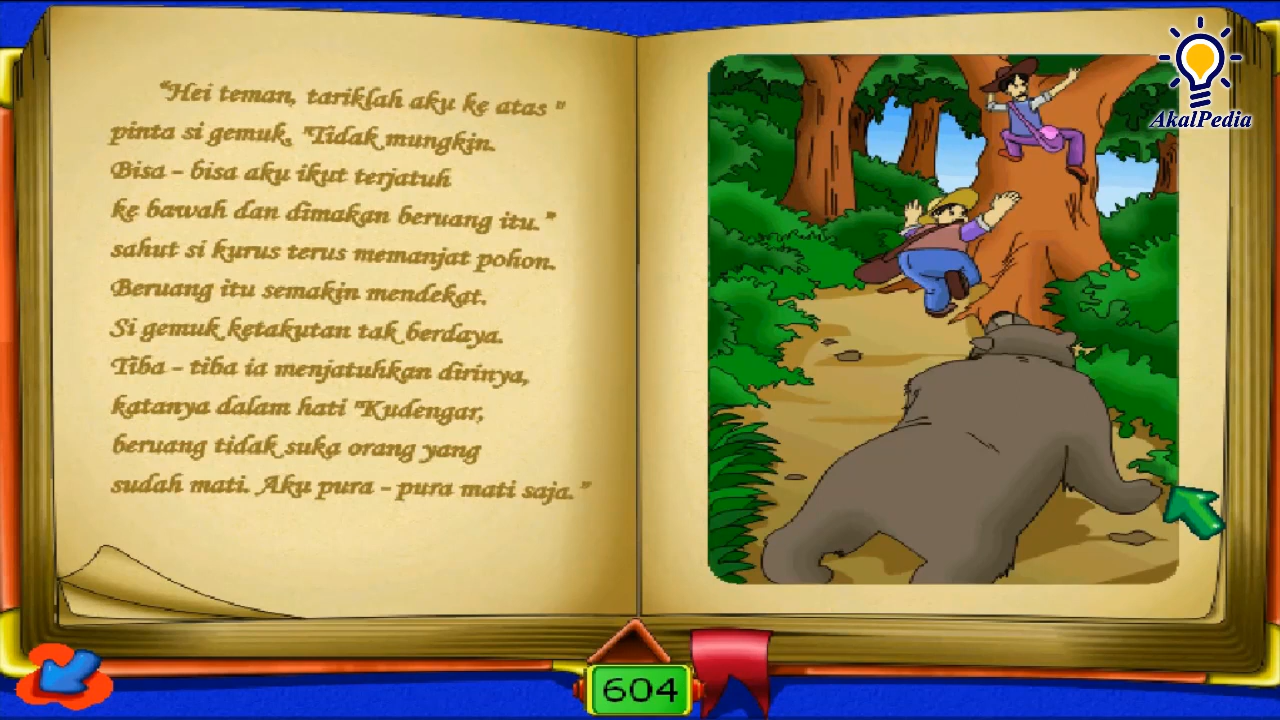 "Hei teman, tariklah aku ke atas"
pinta si gemuk. "Tidak mungkin.
Bisa - bisa aku ikut terjatuh
ke bawah dan dimakan beruang itu."
sahut si kurus terus memanjat pohon.
Beruang itu semakin mendekat.
Si gemuk ketakutan tak berdaya.
Tiba - tiba ia menjatuhkan dirinya,
katanya dalam hati "Kudengar,
beruang tidak suka orang yang
sudah mati. Aku pura - pura mati saja."
AkalPedia
604